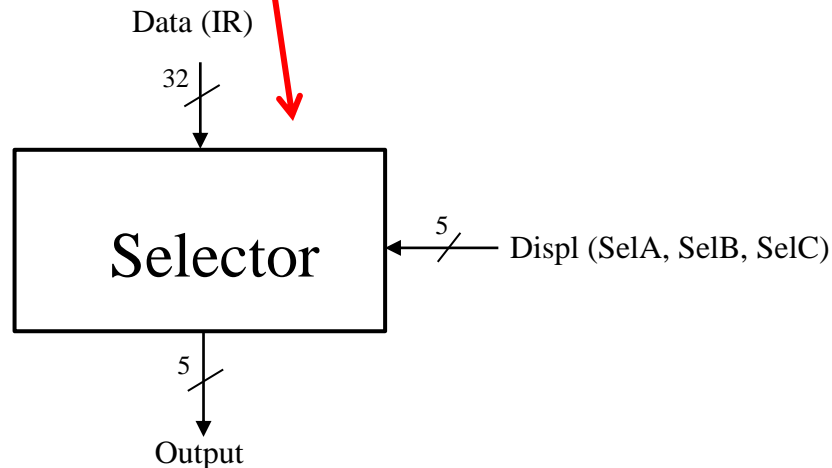 Data (IR)
32
5
Selector
Displ (SelA, SelB, SelC)
5
Output